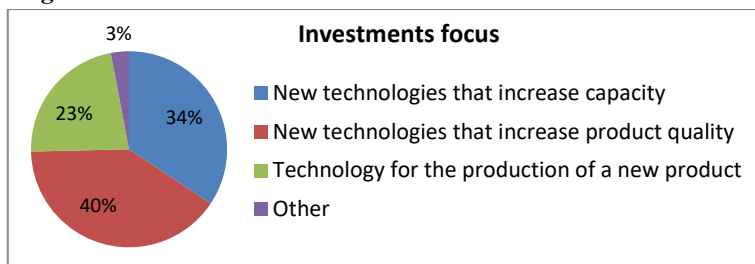 Investments focus
3%
34%
23%
40%
New technologies that increase capacity
New technologies that increase product quality
Technology for the production of a new product
Other